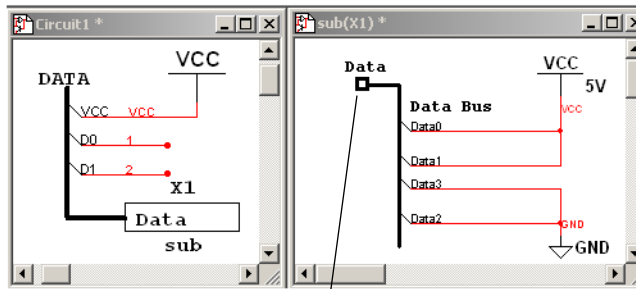 Circuit1 *
VCC
DATA
VCC VCC
D0 1
D1 2
X1
Data
sub
sub(X1) *
Data
VCC
5V
Data Bus
VCC
Data0
Data1
Data3
Data2
GND
GND